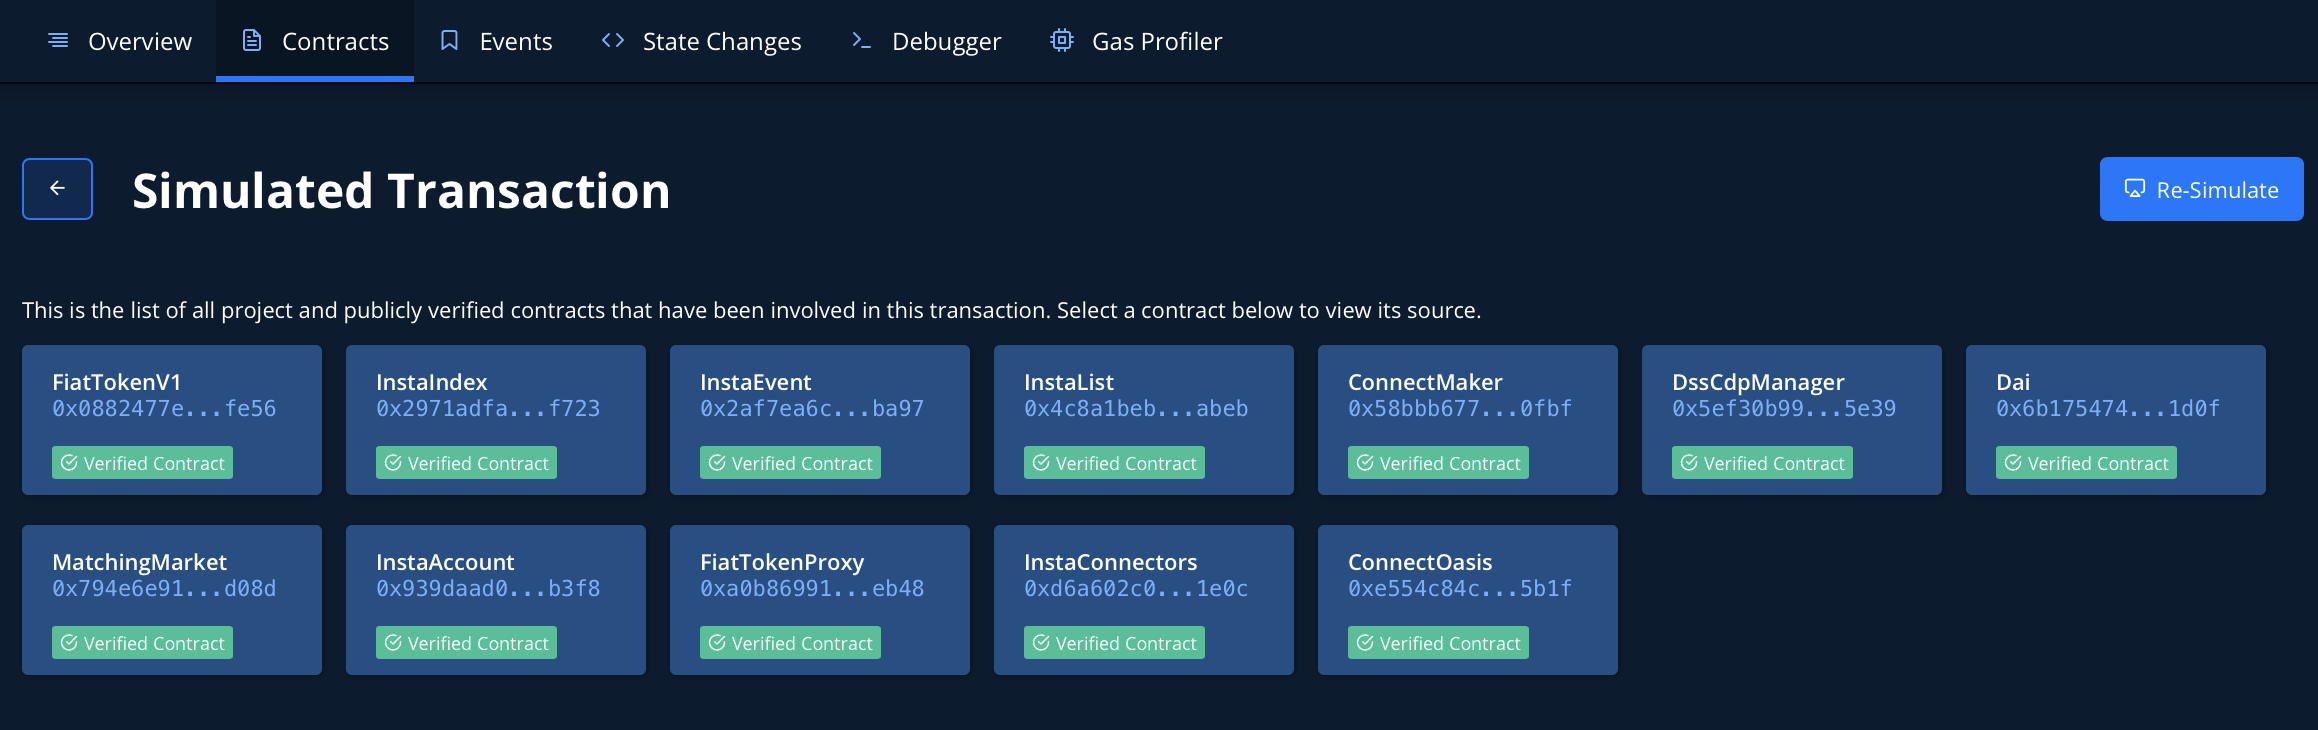 Overview
Contracts
Events
State Changes
Debugger
Gas Profiler
Simulated Transaction
Re-Simulate
This is the list of all project and publicly verified contracts that have been involved in this transaction. Select a contract below to view its source.
FiatTokenV1
0x0882477e...fe56
Verified Contract
InstaIndex
0x2971adfa...f723
Verified Contract
InstaEvent
0x2af7ea6c...ba97
Verified Contract
InstaList
0x4c8a1beb...abeb
Verified Contract
ConnectMaker
0x58bbb677...0fbf
Verified Contract
DssCdpManager
0x5ef30b99...5e39
Verified Contract
Dai
0x6b175474...1d0f
Verified Contract
MatchingMarket
0x794e6e91...d08d
Verified Contract
InstaAccount
0x939daad0...b3f8
Verified Contract
FiatTokenProxy
0xa0b86991...eb48
Verified Contract
InstaConnectors
0xd6a602c0...1e0c
Verified Contract
ConnectOasis
0xe554c84c...5b1f
Verified Contract